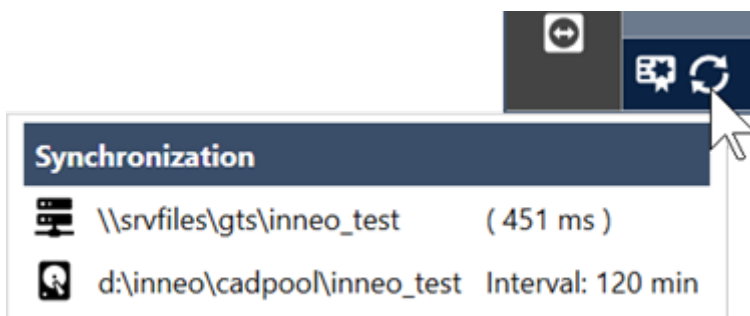 Synchronization
\\srvfiles\gts\inneo_test ( 451 ms )
d:\inneo\cadpool\inneo_test Interval: 120 min